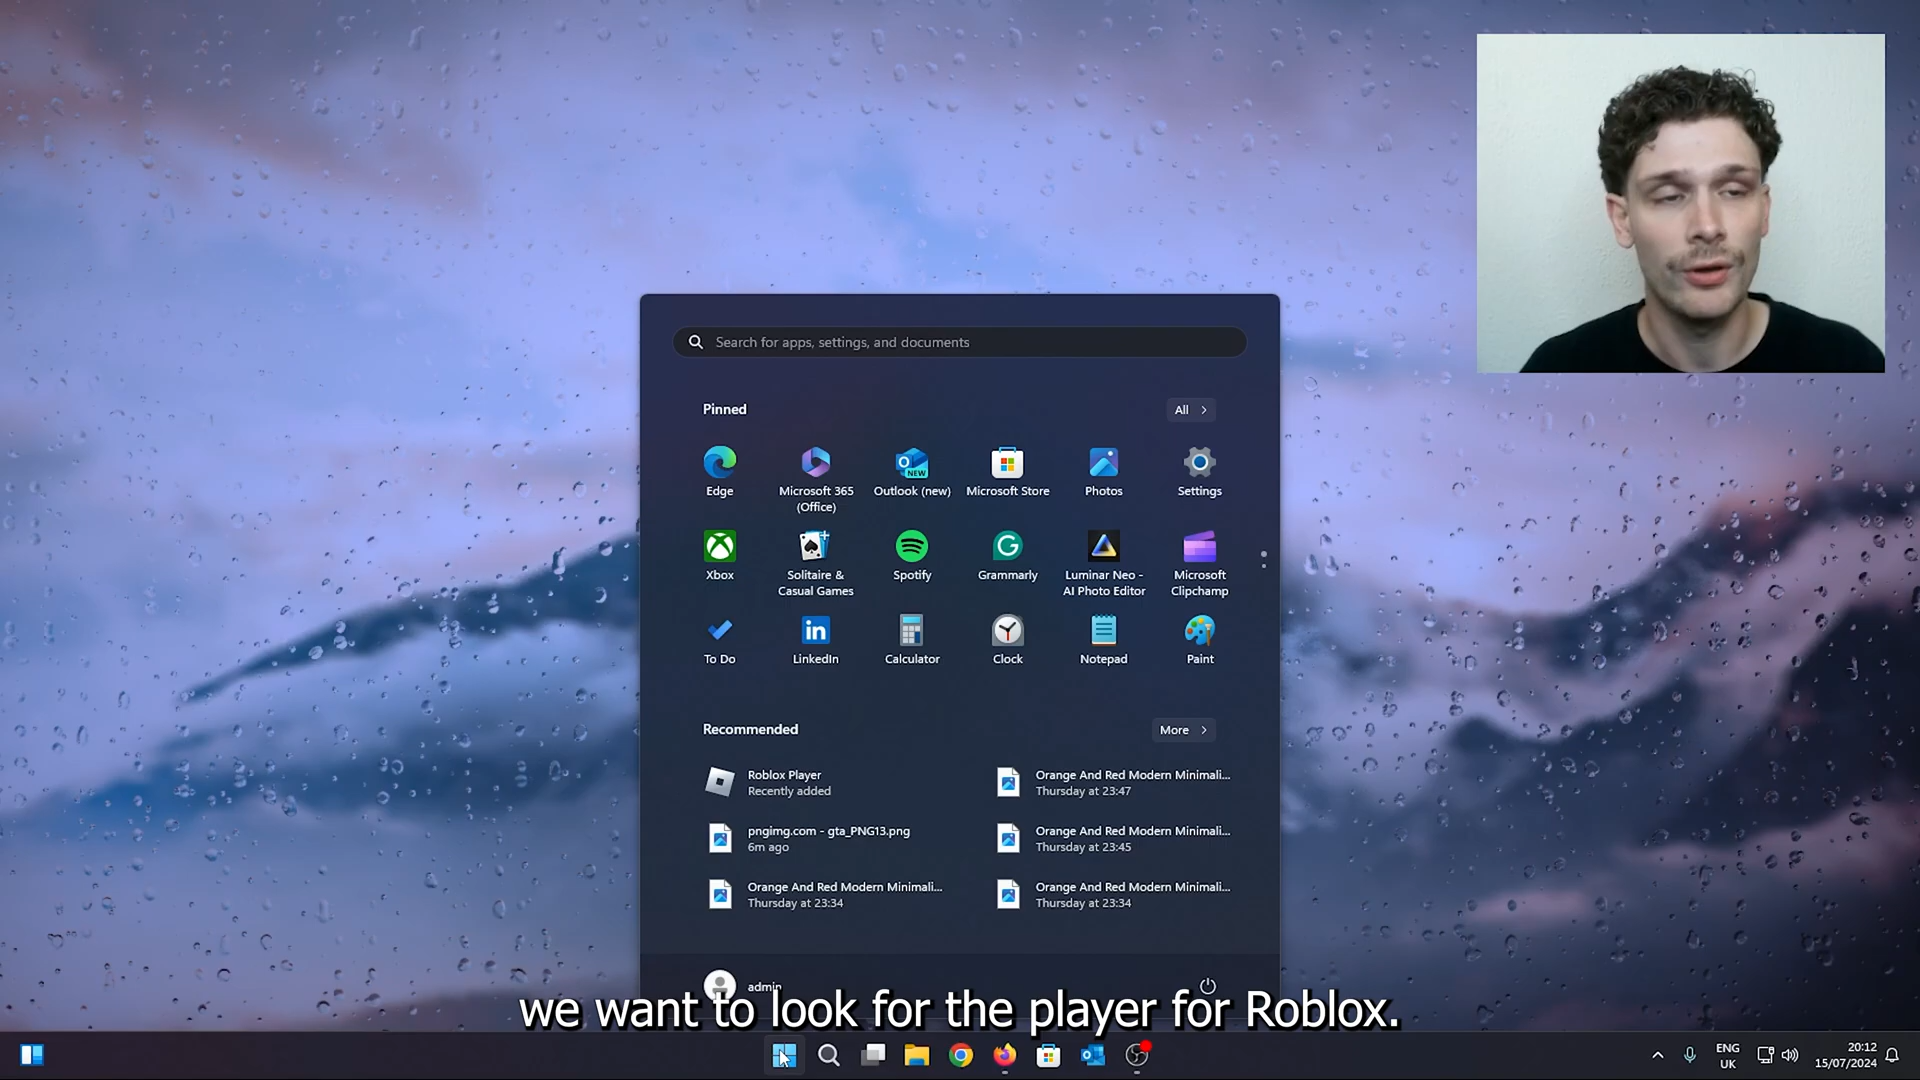 Search for apps, settings, and documents
Pinned
All
Edge
Microsoft 365
(Office)
Outlook (new)
NEW
Microsoft Store
Photos
Settings
Xbox
Solitaire &
Casual Games
Spotify
Grammarly
Luminar Neo -
AI Photo Editor
Microsoft
Clipchamp
To Do
LinkedIn
Calculator
Clock
Notepad
Paint
Recommended
More
Roblox Player
Recently added
Orange And Red Modern Minimali...
Thursday at 23:47
pngimg.com - gta_PNG13.png
6m ago
Orange And Red Modern Minimali...
Thursday at 23:45
Orange And Red Modern Minimali...
Thursday at 23:34
Orange And Red Modern Minimali...
Thursday at 23:34
admin
we want to look for the player for Roblox.
ENG
UK
20:12
15/07/2024